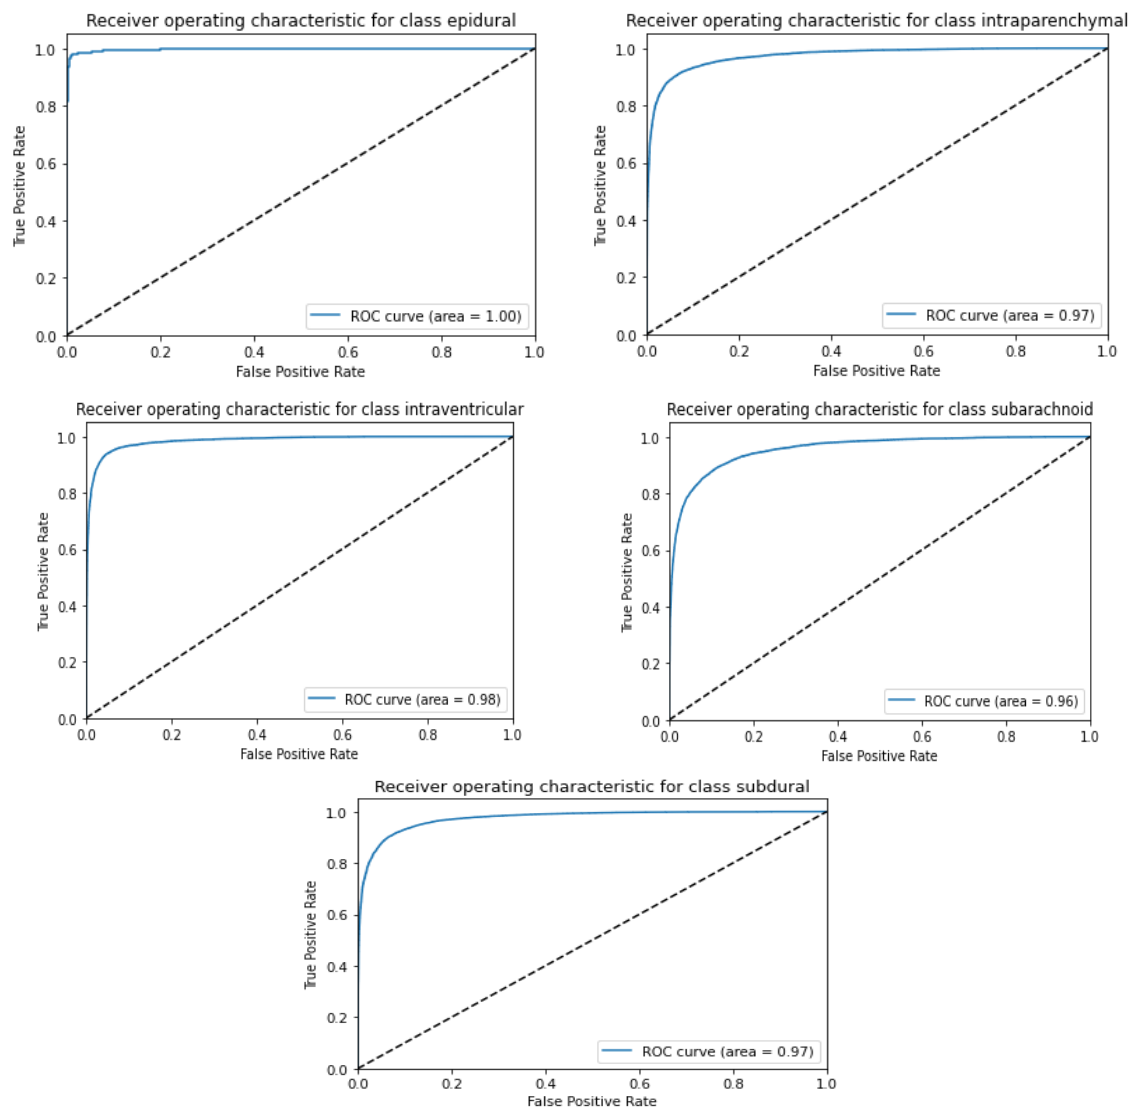 Receiver operating characteristic for class epidural
1.0
0.8
0.6
0.4
0.2
0.0
True Positive Rate
ROC curve (area = 1.00)
0.0 0.2 0.4 0.6 0.8 1.0
False Positive Rate
Receiver operating characteristic for class intraparenchymal
1.0
0.8
0.6
0.4
0.2
0.0
True Positive Rate
ROC curve (area = 0.97)
0.0 0.2 0.4 0.6 0.8 1.0
False Positive Rate
Receiver operating characteristic for class intraventricular
1.0
0.8
0.6
0.4
0.2
0.0
True Positive Rate
ROC curve (area = 0.98)
0.0 0.2 0.4 0.6 0.8 1.0
False Positive Rate
Receiver operating characteristic for class subarachnoid
1.0
0.8
0.6
0.4
0.2
0.0
True Positive Rate
ROC curve (area = 0.96)
0.0 0.2 0.4 0.6 0.8 1.0
False Positive Rate
Receiver operating characteristic for class subdural
1.0
0.8
0.6
0.4
0.2
0.0
True Positive Rate
ROC curve (area = 0.97)
0.0 0.2 0.4 0.6 0.8 1.0
False Positive Rate